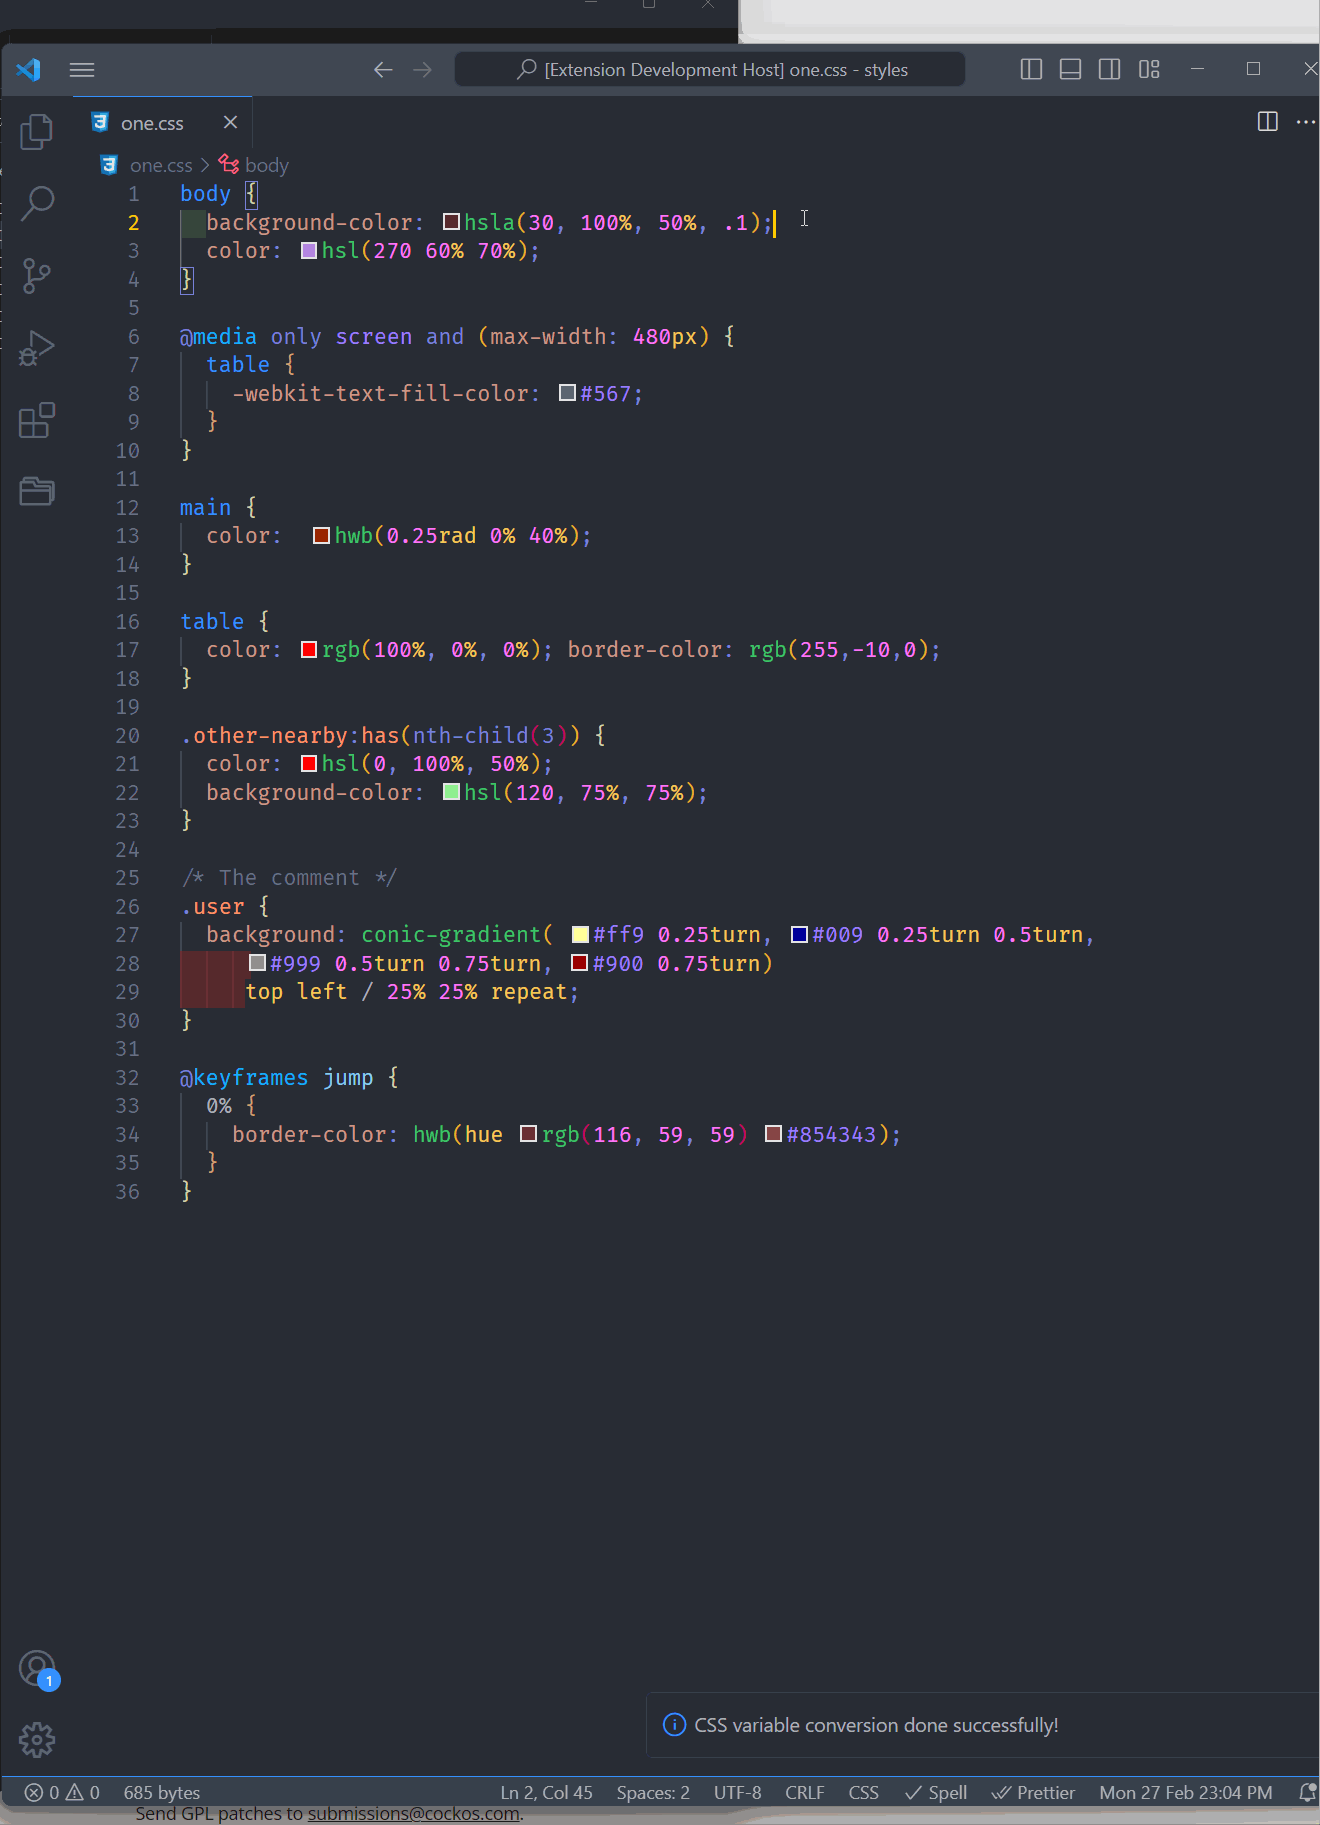 [Extension Development Host] one.css - styles
one.css
one.css > body
1 body {
2 background-color: hsla(30, 100%, 50%, .1);
3 color: hsl(270 60% 70%);
4 }
5
6 @media only screen and (max-width: 480px) {
7 table {
8 -webkit-text-fill-color: #567;
9 }
10 }
11
12 main {
13 color: hwb(0.25rad 0% 40%);
14 }
15
16 table {
17 color: rgb(100%, 0%, 0%); border-color: rgb(255,-10,0);
18 }
19
20 .other-nearby:has(nth-child(3)) {
21 color: hsl(0, 100%, 50%);
22 background-color: hsl(120, 75%, 75%);
23 }
24
25 /* The comment */
26 .user {
27 background: conic-gradient( #ff9 0.25turn, #009 0.25turn 0.5turn,
28 #999 0.5turn 0.75turn, #900 0.75turn)
29 top left / 25% 25% repeat;
30 }
31
32 @keyframes jump {
33 0% {
34 border-color: hwb(hue rgb(116, 59, 59) #854343);
35 }
36 }
1
CSS variable conversion done successfully!
0 0 685 bytes Ln 2, Col 45 Spaces: 2 UTF-8 CRLF CSS Spell Prettier Mon 27 Feb 23:04 PM
Send GPL patches to submissions@cockos.com.